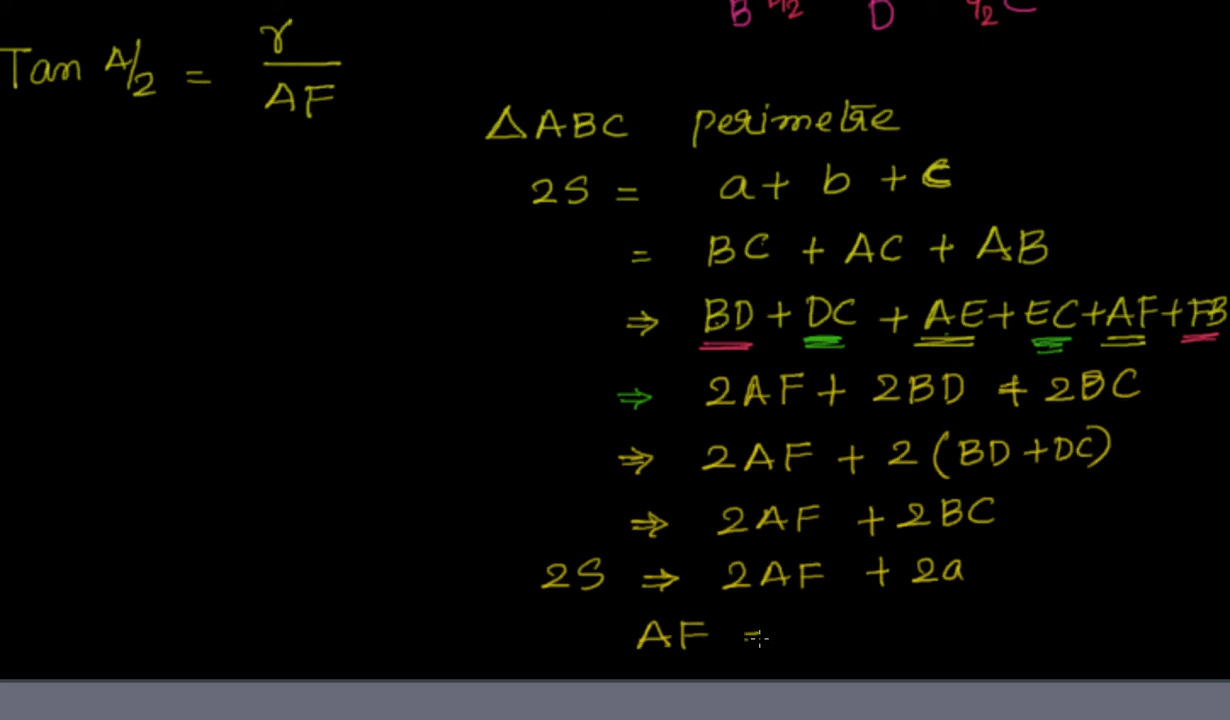 B D C
Tan A/2 = r / AF
△ABC perimetre
2S = a + b + c
= BC + AC + AB
⇒ BD + DC + AE + EC + AF + FB
⇒ 2AF + 2BD + 2BC
⇒ 2AF + 2 (BD + DC)
⇒ 2AF + 2BC
2S ⇒ 2AF + 2a
AF =